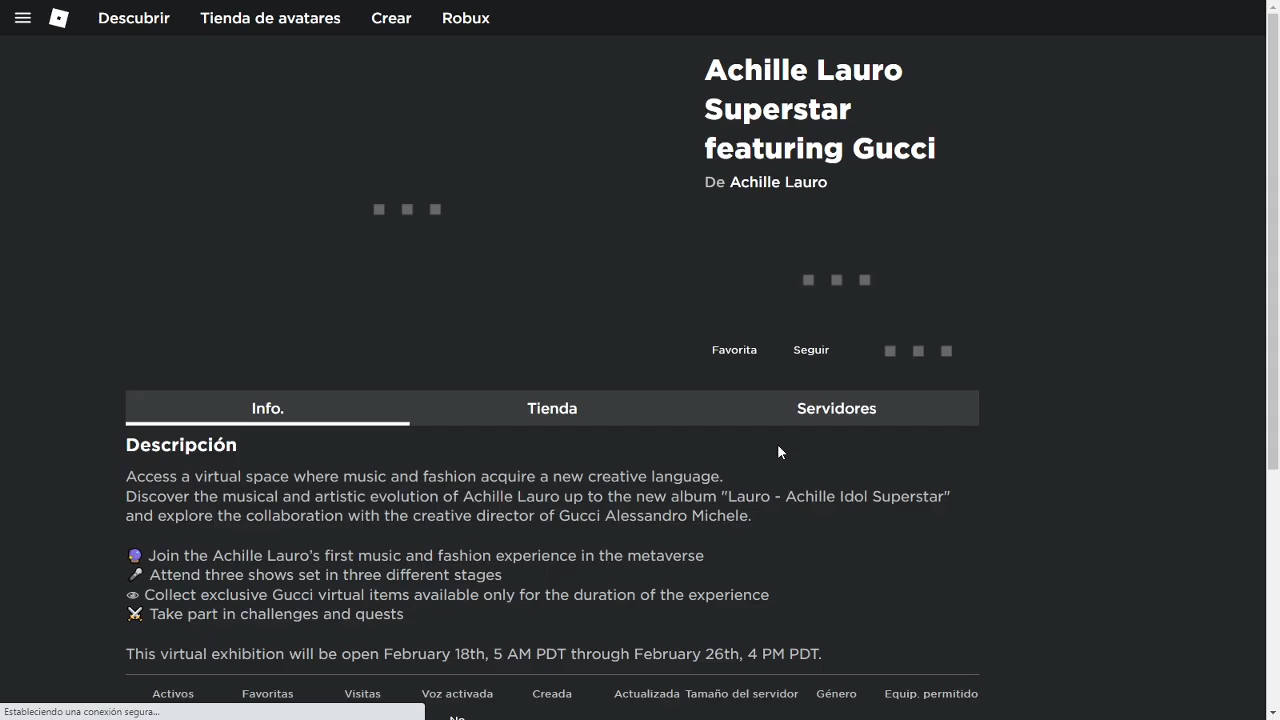 Descubrir Tienda de avatares Crear Robux
Achille Lauro
Superstar
featuring Gucci
De Achille Lauro
Favorita Seguir
Info. Tienda Servidores
Descripción
Access a virtual space where music and fashion acquire a new creative language.
Discover the musical and artistic evolution of Achille Lauro up to the new album "Lauro - Achille Idol Superstar"
and explore the collaboration with the creative director of Gucci Alessandro Michele.
🔮 Join the Achille Lauro’s first music and fashion experience in the metaverse
🎤 Attend three shows set in three different stages
👁 Collect exclusive Gucci virtual items available only for the duration of the experience
⚔️ Take part in challenges and quests
This virtual exhibition will be open February 18th, 5 AM PDT through February 26th, 4 PM PDT.
Activos Favoritas Visitas Voz activada Creada Actualizada Tamaño del servidor Género Equip. permitido
No
Estableciendo una conexión segura...